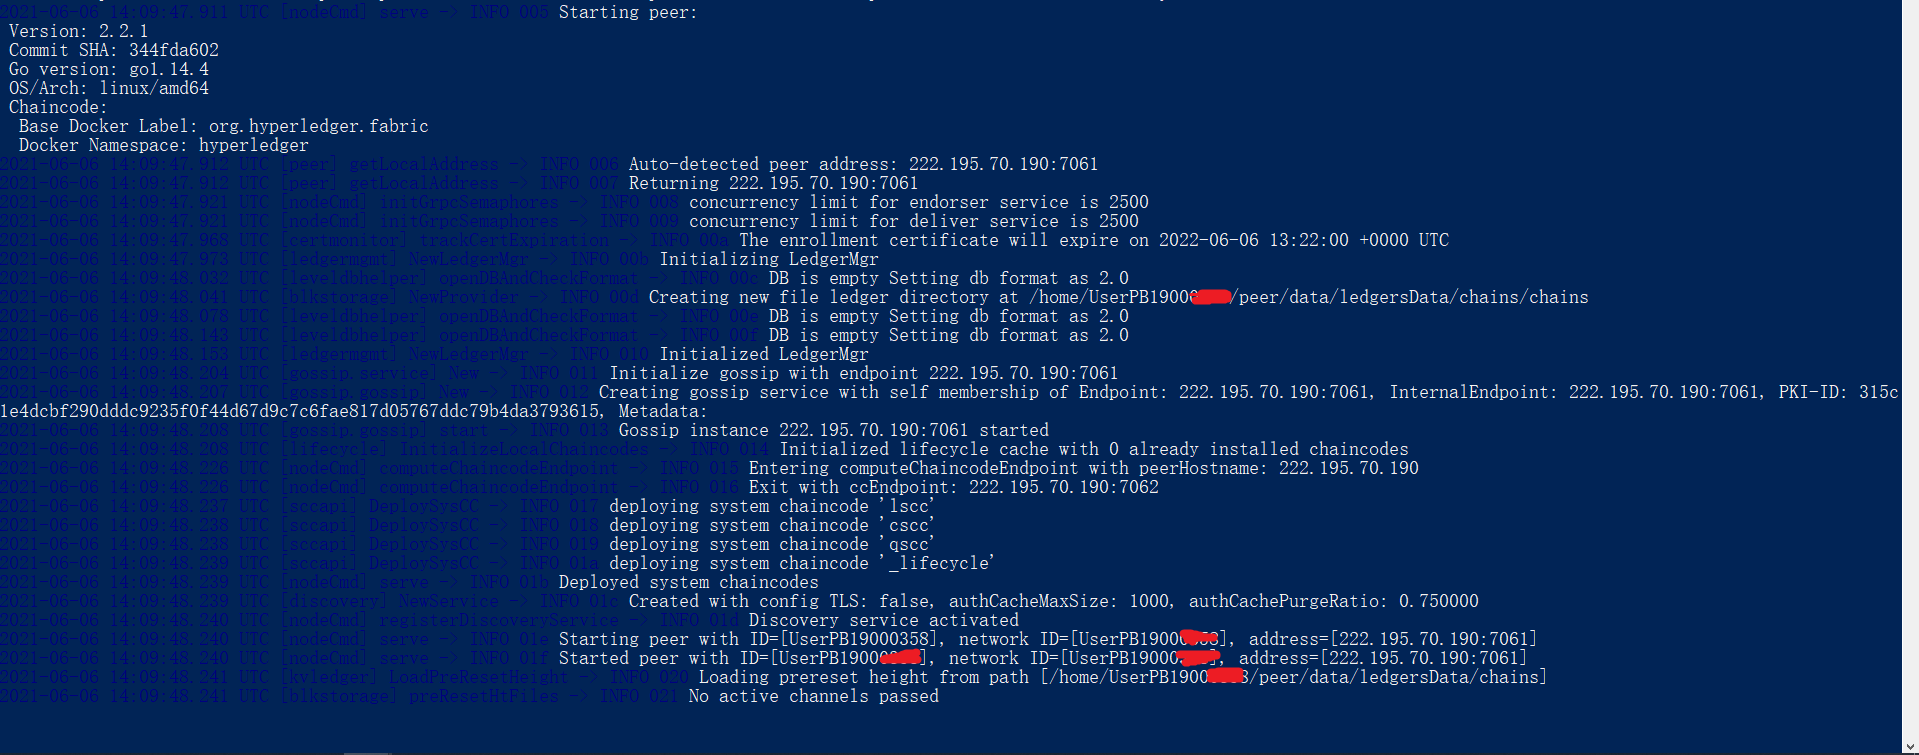 2021-06-06 14:09:47.911 UTC [nodeCmd] serve -> INFO 005 Starting peer:
Version: 2.2.1
Commit SHA: 344fda602
Go version: go1.14.4
OS/Arch: linux/amd64
Chaincode:
Base Docker Label: org.hyperledger.fabric
Docker Namespace: hyperledger
2021-06-06 14:09:47.912 UTC [peer] getLocalAddress -> INFO 006 Auto-detected peer address: 222.195.70.190:7061
2021-06-06 14:09:47.912 UTC [peer] getLocalAddress -> INFO 007 Returning 222.195.70.190:7061
2021-06-06 14:09:47.921 UTC [nodeCmd] initGrpcSemaphores -> INFO 008 concurrency limit for endorser service is 2500
2021-06-06 14:09:47.921 UTC [nodeCmd] initGrpcSemaphores -> INFO 009 concurrency limit for deliver service is 2500
2021-06-06 14:09:47.968 UTC [certmonitor] trackCertExpiration -> INFO 00a The enrollment certificate will expire on 2022-06-06 13:22:00 +0000 UTC
2021-06-06 14:09:47.973 UTC [ledgermgmt] NewLedgerMgr -> INFO 00b Initializing LedgerMgr
2021-06-06 14:09:48.032 UTC [leveldbhelper] openDBAndCheckFormat -> INFO 00c DB is empty Setting db format as 2.0
2021-06-06 14:09:48.041 UTC [blkstorage] NewProvider -> INFO 00d Creating new file ledger directory at /home/UserPB1900 /peer/data/ledgersData/chains/chains
2021-06-06 14:09:48.078 UTC [leveldbhelper] openDBAndCheckFormat -> INFO 00e DB is empty Setting db format as 2.0
2021-06-06 14:09:48.143 UTC [leveldbhelper] openDBAndCheckFormat -> INFO 00f DB is empty Setting db format as 2.0
2021-06-06 14:09:48.153 UTC [ledgermgmt] NewLedgerMgr -> INFO 010 Initialized LedgerMgr
2021-06-06 14:09:48.204 UTC [gossip.service] New -> INFO 011 Initialize gossip with endpoint 222.195.70.190:7061
2021-06-06 14:09:48.207 UTC [gossip.gossip] New -> INFO 012 Creating gossip service with self membership of Endpoint: 222.195.70.190:7061, InternalEndpoint: 222.195.70.190:7061, PKI-ID: 315c
1e4dcbf290dddc9235f0f44d67d9c7c6fae817d05767ddc79b4da3793615, Metadata:
2021-06-06 14:09:48.208 UTC [gossip.gossip] start -> INFO 013 Gossip instance 222.195.70.190:7061 started
2021-06-06 14:09:48.208 UTC [lifecycle] InitializeLocalChaincodes -> INFO 014 Initialized lifecycle cache with 0 already installed chaincodes
2021-06-06 14:09:48.226 UTC [nodeCmd] computeChaincodeEndpoint -> INFO 015 Entering computeChaincodeEndpoint with peerHostname: 222.195.70.190
2021-06-06 14:09:48.226 UTC [nodeCmd] computeChaincodeEndpoint -> INFO 016 Exit with ccEndpoint: 222.195.70.190:7062
2021-06-06 14:09:48.237 UTC [sccapi] DeploySysCC -> INFO 017 deploying system chaincode 'lscc'
2021-06-06 14:09:48.238 UTC [sccapi] DeploySysCC -> INFO 018 deploying system chaincode 'cscc'
2021-06-06 14:09:48.238 UTC [sccapi] DeploySysCC -> INFO 019 deploying system chaincode 'qscc'
2021-06-06 14:09:48.239 UTC [sccapi] DeploySysCC -> INFO 01a deploying system chaincode '_lifecycle'
2021-06-06 14:09:48.239 UTC [nodeCmd] serve -> INFO 01b Deployed system chaincodes
2021-06-06 14:09:48.239 UTC [discovery] NewService -> INFO 01c Created with config TLS: false, authCacheMaxSize: 1000, authCachePurgeRatio: 0.750000
2021-06-06 14:09:48.240 UTC [nodeCmd] registerDiscoveryService -> INFO 01d Discovery service activated
2021-06-06 14:09:48.240 UTC [nodeCmd] serve -> INFO 01e Starting peer with ID=[UserPB19000358], network ID=[UserPB1900 ], address=[222.195.70.190:7061]
2021-06-06 14:09:48.240 UTC [nodeCmd] serve -> INFO 01f Started peer with ID=[UserPB19000 ], network ID=[UserPB19000 ], address=[222.195.70.190:7061]
2021-06-06 14:09:48.241 UTC [kvledger] LoadPreResetHeight -> INFO 020 Loading prereset height from path [/home/UserPB1900 /peer/data/ledgersData/chains]
2021-06-06 14:09:48.241 UTC [blkstorage] preResetHtFiles -> INFO 021 No active channels passed